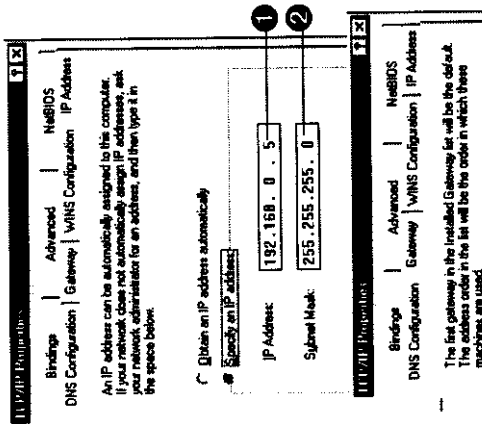 TCP/IP Properties
Bindings | Advanced | NetBIOS
DNS Configuration | Gateway | WINS Configuration | IP Address
An IP address can be automatically assigned to this computer.
If your network does not automatically assign IP addresses, ask
your network administrator for an address, and then type it in
the space below.
Obtain an IP address automatically
Specify an IP address:
IP Address: 192.168.0.5 1
Subnet Mask: 255.255.255.0 2
TCP/IP Properties
Bindings | Advanced | NetBIOS
DNS Configuration | Gateway | WINS Configuration | IP Address
The first gateway in the Installed Gateway list will be the default.
The address order in the list will be the order in which these
machines are used.